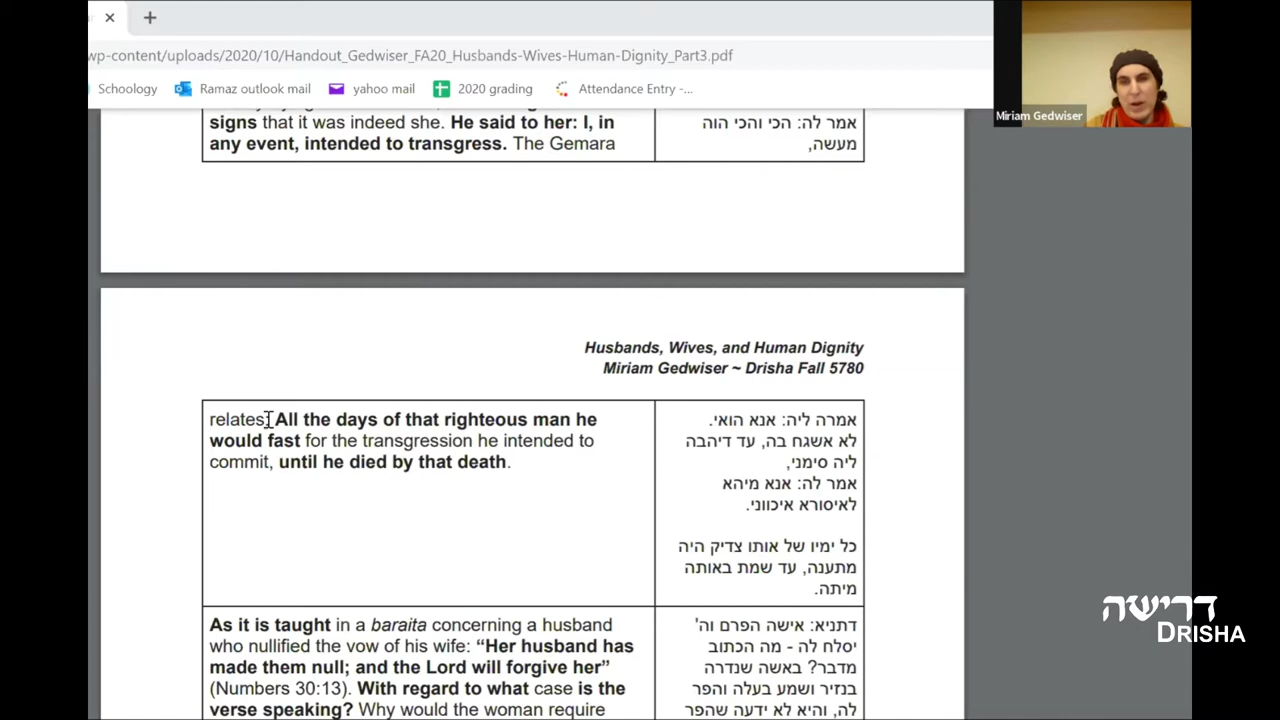 wp-content/uploads/2020/10/Handout_Gedwiser_FA20_Husbands-Wives-Human-Dignity_Part3.pdf
Schoology Ramaz outlook mail yahoo mail 2020 grading Attendance Entry -...
Miriam Gedwiser
signs that it was indeed she. He said to her: I, in
any event, intended to transgress. The Gemara
אמר לה: הכי והכי הוה
מעשה,
Husbands, Wives, and Human Dignity
Miriam Gedwiser ~ Drisha Fall 5780
relates: All the days of that righteous man he
would fast for the transgression he intended to
commit, until he died by that death.
אמרה ליה: אנא הואי.
לא אשגח בה, עד דיהבה
ליה סימני,
אמר לה: אנא מיהא
לאיסורא איכווני.
כל ימיו של אותו צדיק היה
מתענה, עד שמת באותה
מיתה.
As it is taught in a baraita concerning a husband
who nullified the vow of his wife: “Her husband has
made them null; and the Lord will forgive her”
(Numbers 30:13). With regard to what case is the
verse speaking? Why would the woman require
דתניא: אישה הפרם וה'
יסלח לה - מה הכתוב
מדבר? באשה שנדרה
בנזיר ושמע בעלה והפר
לה, והיא לא ידעה שהפר
דרישה
DRISHA